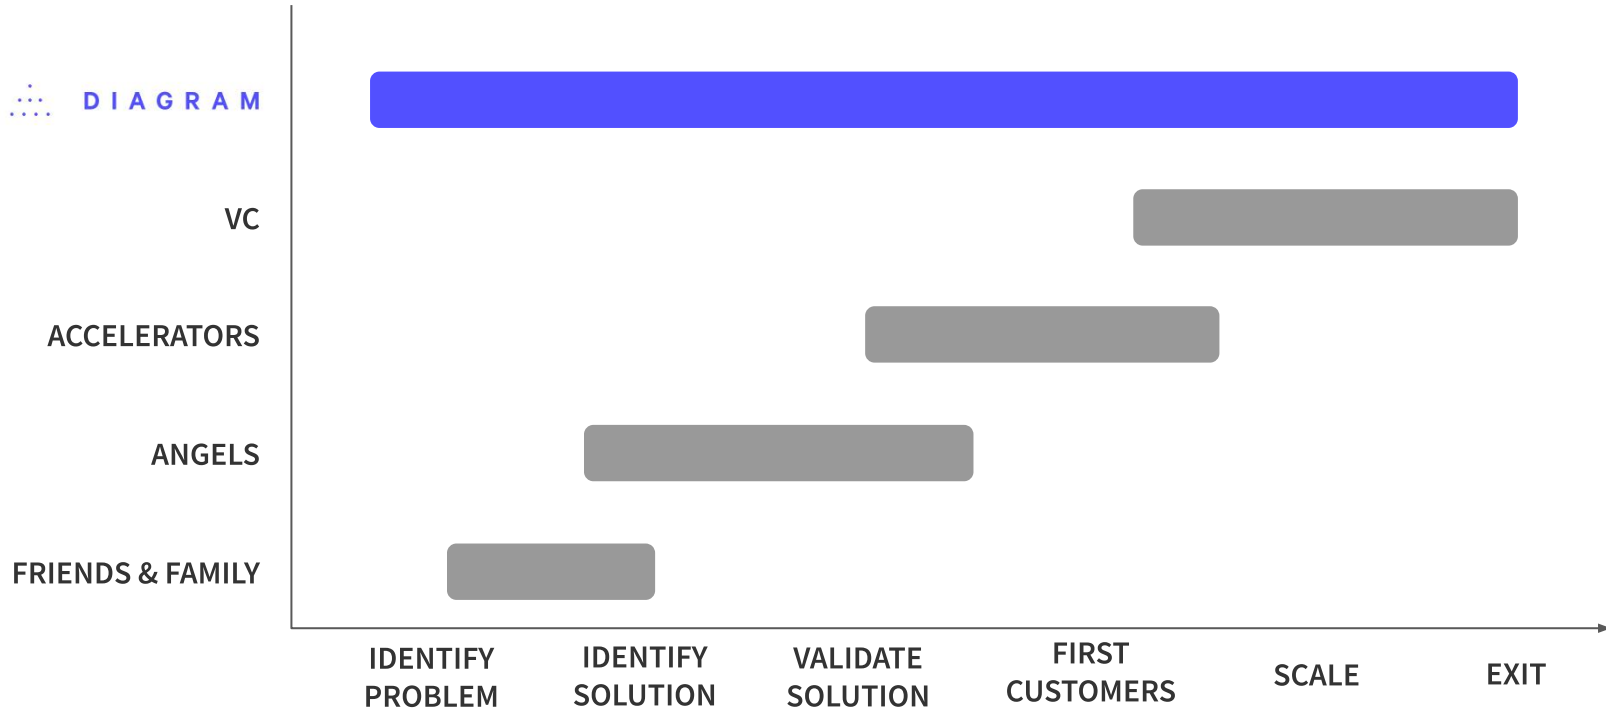 DIAGRAM
VC
ACCELERATORS
ANGELS
FRIENDS & FAMILY
IDENTIFY
PROBLEM
IDENTIFY
SOLUTION
VALIDATE
SOLUTION
FIRST
CUSTOMERS
SCALE
EXIT